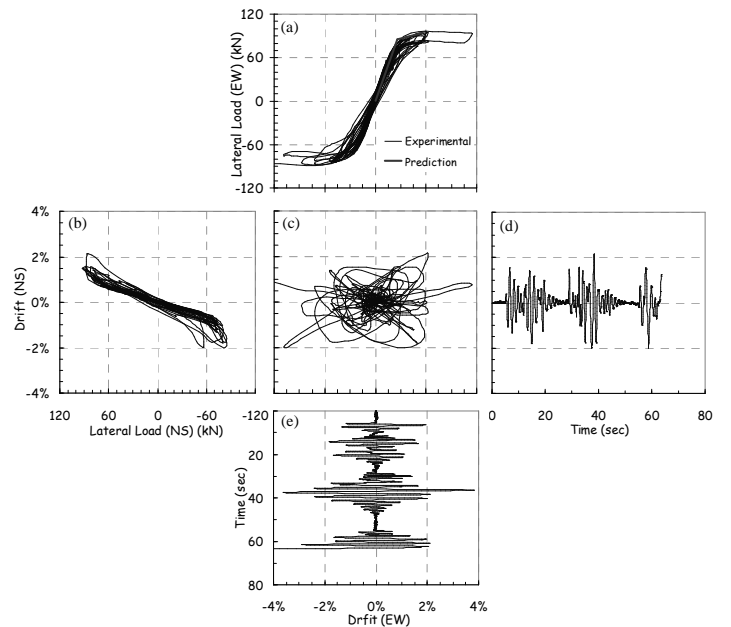 120
(a)
60
0
-60
-120
Lateral Load (EW) (kN)
Experimental
Prediction
4%
(b)
(c)
(d)
2%
0%
-2%
-4%
Drift (NS)
120 60 0 -60 -120
Lateral Load (NS) (kN)
0 20 40 60 80
Time (sec)
(e)
20
40
60
80
Time (sec)
-4% -2% 0% 2% 4%
Drfit (EW)